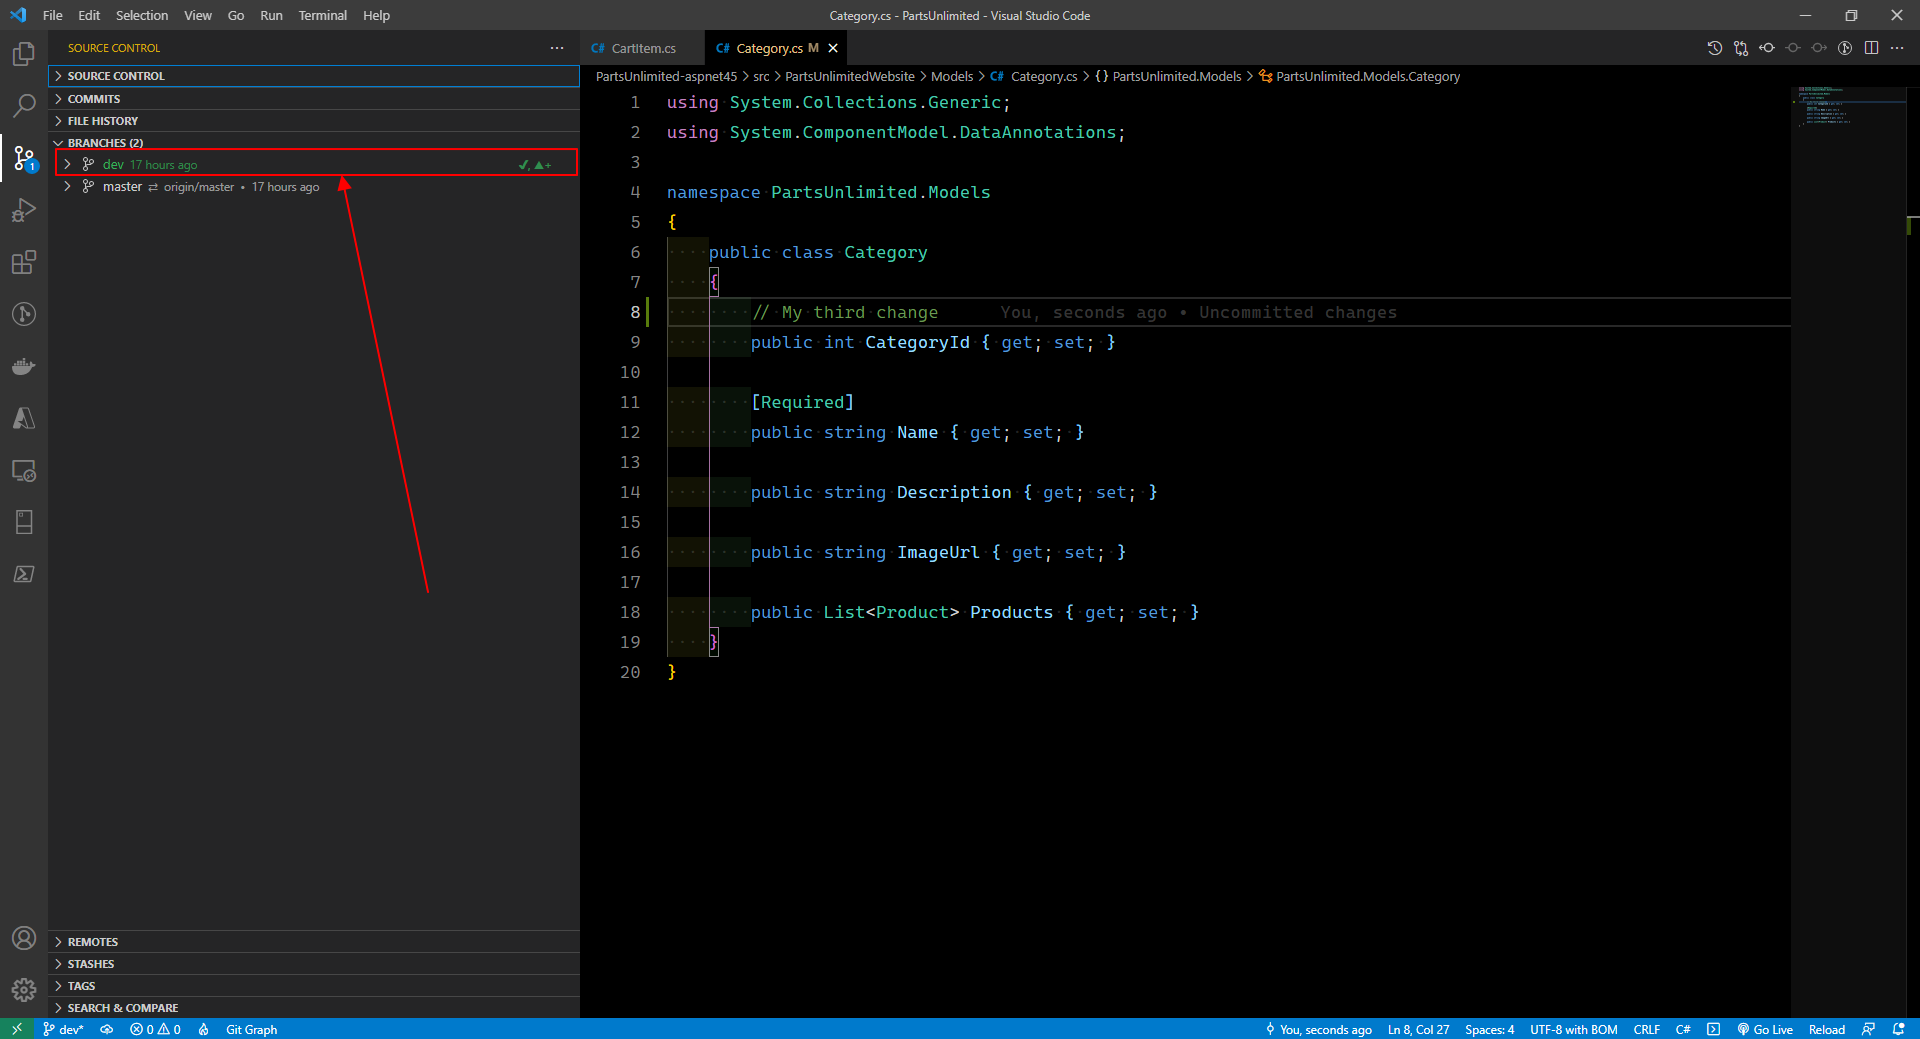 File Edit Selection View Go Run Terminal Help
Category.cs - PartsUnlimited - Visual Studio Code
SOURCE CONTROL
SOURCE CONTROL
COMMITS
FILE HISTORY
BRANCHES (2)
dev 17 hours ago
master ⇄ origin/master • 17 hours ago
REMOTES
STASHES
TAGS
SEARCH & COMPARE
1
C# CartItem.cs
C# Category.cs M
PartsUnlimited-aspnet45 > src > PartsUnlimitedWebsite > Models > C# Category.cs > {} PartsUnlimited.Models > PartsUnlimited.Models.Category
1 using System.Collections.Generic;
2 using System.ComponentModel.DataAnnotations;
3
4 namespace PartsUnlimited.Models
5 {
6 public class Category
7 {
8 // My third change You, seconds ago • Uncommitted changes
9 public int CategoryId { get; set; }
10
11 [Required]
12 public string Name { get; set; }
13
14 public string Description { get; set; }
15
16 public string ImageUrl { get; set; }
17
18 public List<Product> Products { get; set; }
19 }
20 }
dev* 0 0 Git Graph
You, seconds ago Ln 8, Col 27 Spaces: 4 UTF-8 with BOM CRLF C# Go Live Reload